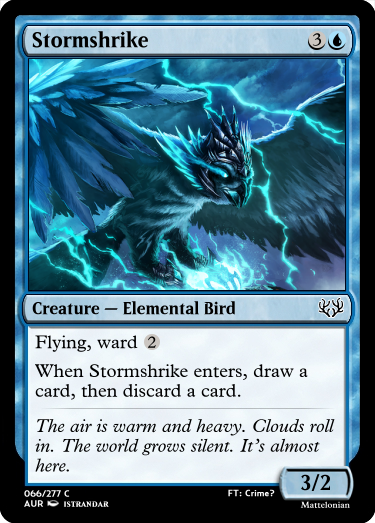 Stormshrike 3
Creature — Elemental Bird
Flying, ward 2
When Stormshrike enters, draw a
card, then discard a card.
The air is warm and heavy. Clouds roll
in. The world grows silent. It's almost
here.
3/2
066/277 C FT: Crime?
AUR ISTRANDAR Mattelonian